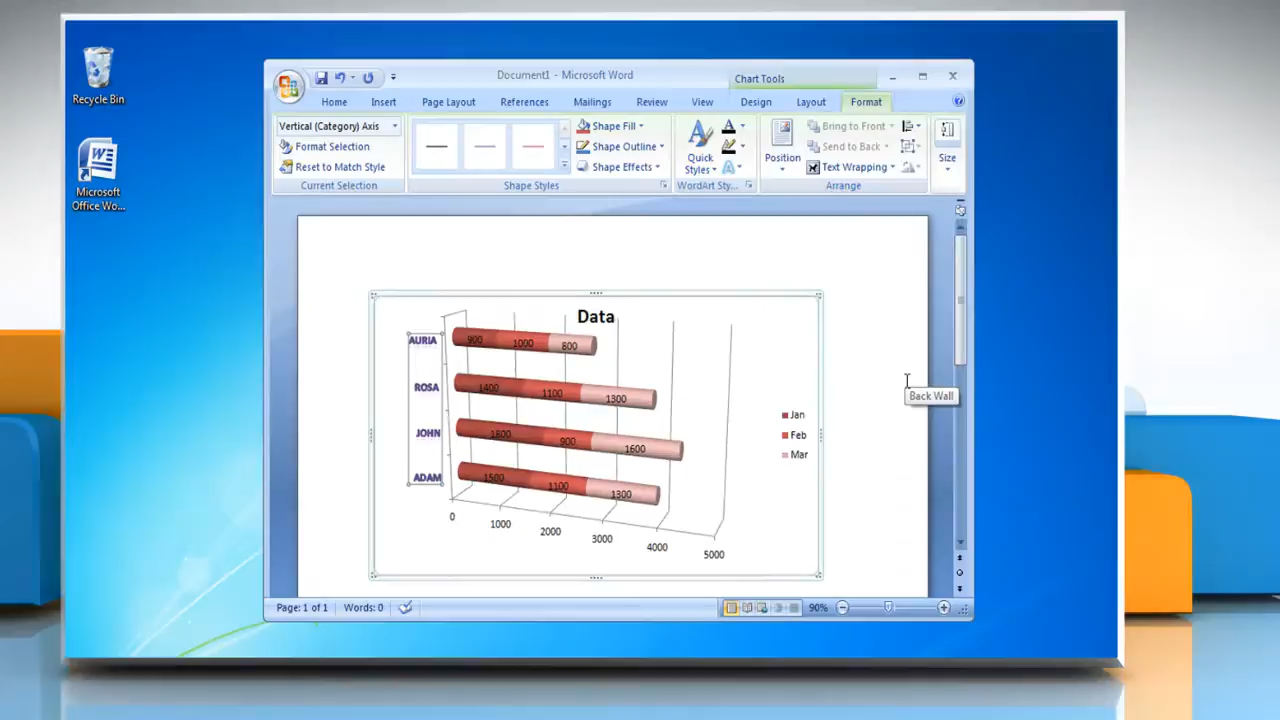 Recycle Bin
Microsoft
Office Wo...
Document1 - Microsoft Word
Chart Tools
Home Insert Page Layout References Mailings Review View Design Layout Format
Vertical (Category) Axis
Format Selection
Reset to Match Style
Current Selection
Shape Fill
Shape Outline
Shape Effects
Shape Styles
Quick
Styles
WordArt Sty...
Position
Bring to Front
Send to Back
Text Wrapping
Arrange
Size
Data
AURIA 900 1000 800
ROSA 1400 1100 1300
JOHN 1800 900 1600
ADAM 1500 1100 1300
0 1000 2000 3000 4000 5000
Jan
Feb
Mar
Back Wall
Page: 1 of 1 Words: 0 90%